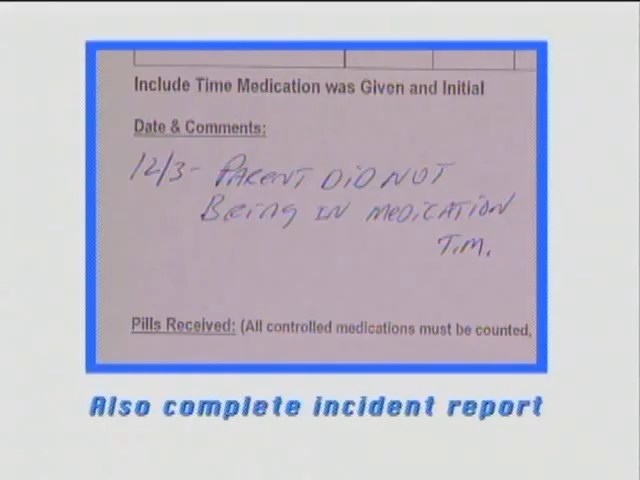 Include Time Medication was Given and Initial
Date & Comments:
12/3- PARENT DID NOT
BRING IN MEDICATION
T.M.
Pills Received: (All controlled medications must be counted,
Also complete incident report